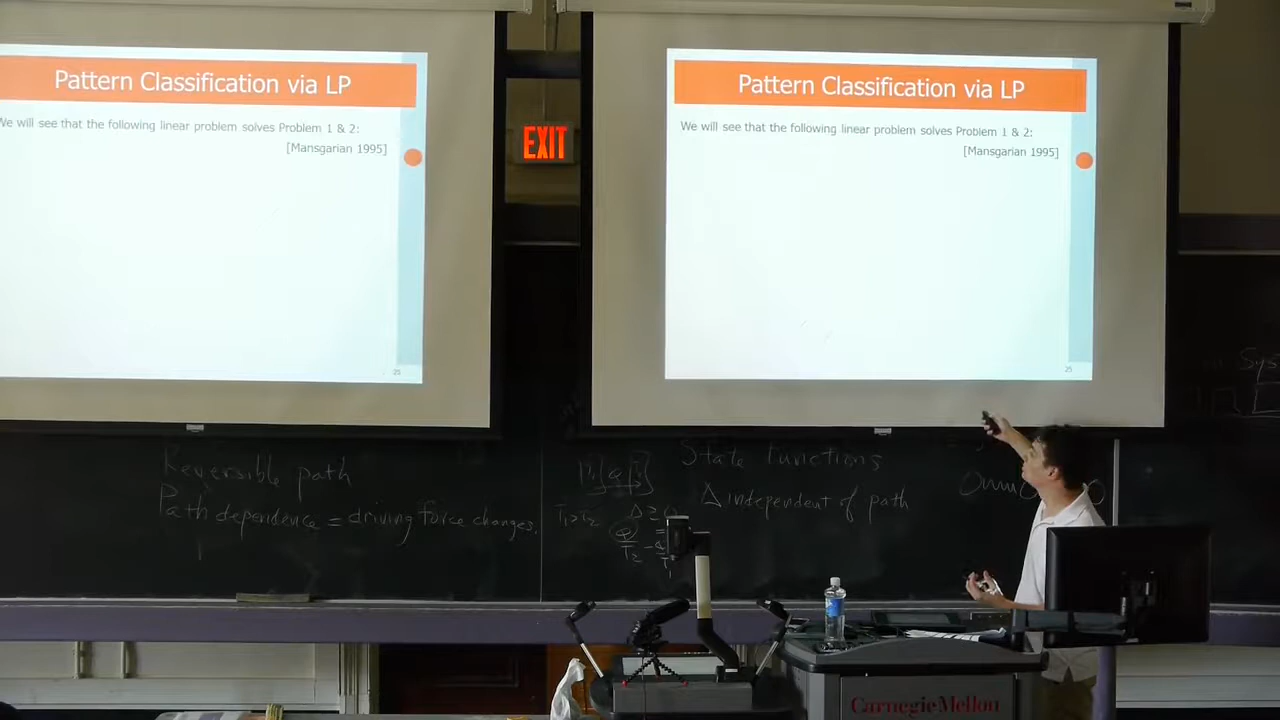 Pattern Classification via LP
We will see that the following linear problem solves Problem 1 & 2:
[Mansgarian 1995]
25
EXIT
Pattern Classification via LP
We will see that the following linear problem solves Problem 1 & 2:
[Mansgarian 1995]
25
Reversible path
Path dependence = driving force changes.
State functions
Δ independent of path
Carnegie Mellon